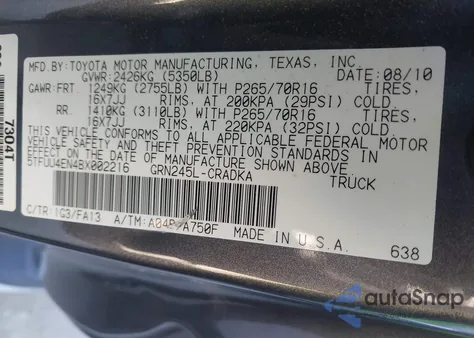 MFD.BY:TOYOTA MOTOR MANUFACTURING, TEXAS, INC.
GVWR:2426KG (5350LB) DATE:08/10
GAWR:FRT. 1249KG (2755LB) WITH P265/70R16 TIRES,
16X7JJ RIMS, AT 200KPA (29PSI) COLD
RR. 1410KG (3110LB) WITH P265/70R16 TIRES,
16X7JJ RIMS, AT 220KPA (32PSI) COLD
THIS VEHICLE CONFORMS TO ALL APPLICABLE FEDERAL MOTOR
VEHICLE SAFETY AND THEFT PREVENTION STANDARDS IN
EFFECT ON THE DATE OF MANUFACTURE SHOWN ABOVE.
5TFUU4EN4BX002216 GRN245L-CRADKA TRUCK
C/TR:1G3/FA13 A/TM: /A750F MADE IN U.S.A.
638
7304T
autoSnap